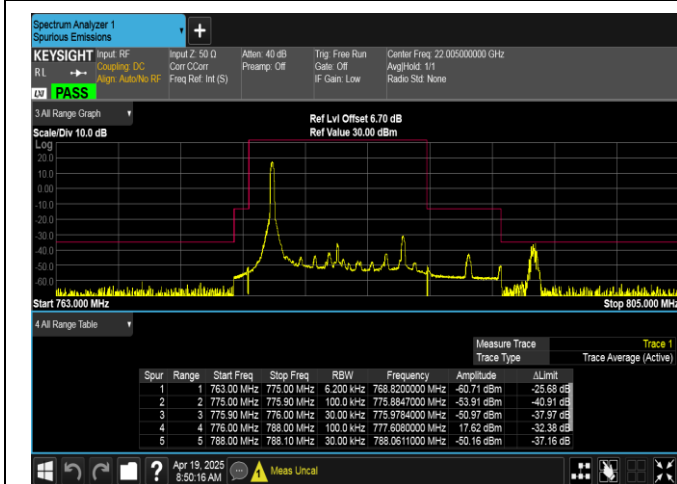 Spectrum Analyzer 1
Spurious Emissions
+
KEYSIGHT Input: RF Input Z: 50 Ω Atten: 40 dB Trig: Free Run Center Freq: 22.005000000 GHz
RL Coupling: DC Corr CCorr Preamp: Off Gate: Off Avg|Hold: 1/1
Align: Auto/No RF Freq Ref: Int (S) IF Gain: Low Radio Std: None
LXI PASS
3 All Range Graph
Ref Lvl Offset 6.70 dB
Scale/Div 10.0 dB Ref Value 30.00 dBm
Log
20.0
10.0
0.00
-10.0
-20.0
-30.0
-40.0
-50.0
-60.0
Start 763.000 MHz Stop 805.000 MHz
4 All Range Table
Measure Trace Trace 1
Trace Type Trace Average (Active)
Spur Range Start Freq Stop Freq RBW Frequency Amplitude ΔLimit
1 1 763.00 MHz 775.00 MHz 6.200 kHz 768.8200000 MHz -60.71 dBm -25.68 dB
2 2 775.00 MHz 775.90 MHz 100.0 kHz 775.8847000 MHz -53.91 dBm -40.91 dB
3 3 775.90 MHz 776.00 MHz 30.00 kHz 775.9784000 MHz -50.97 dBm -37.97 dB
4 4 776.00 MHz 788.00 MHz 100.0 kHz 777.6080000 MHz 17.62 dBm -32.38 dB
5 5 788.00 MHz 788.10 MHz 30.00 kHz 788.0611000 MHz -50.16 dBm -37.16 dB
? Apr 19, 2025
8:50:16 AM Meas Uncal